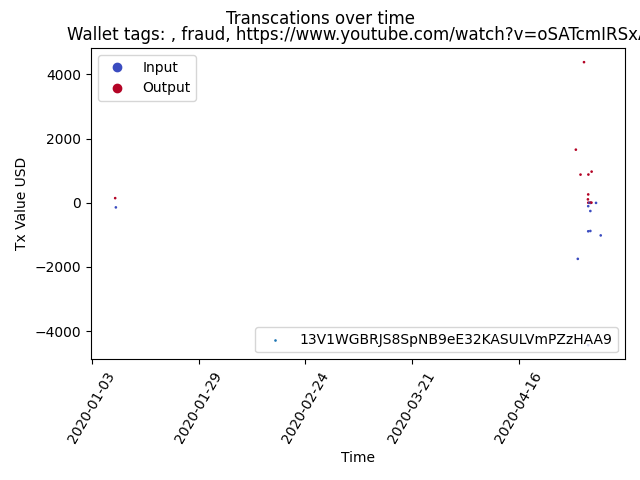 Transcations over time
Wallet tags: , fraud, https://www.youtube.com/watch?v=oSATcmIRSxA
Input
Output
4000
2000
0
−2000
−4000
Tx Value USD
13V1WGBRJS8SpNB9eE32KASULVmPZzHAA9
2020-01-03
2020-01-29
2020-02-24
2020-03-21
2020-04-16
Time